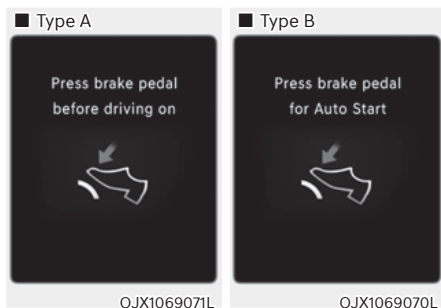 ■ Type A
Press brake pedal
before driving on
OJX1069071L
■ Type B
Press brake pedal
for Auto Start
OJX1069070L